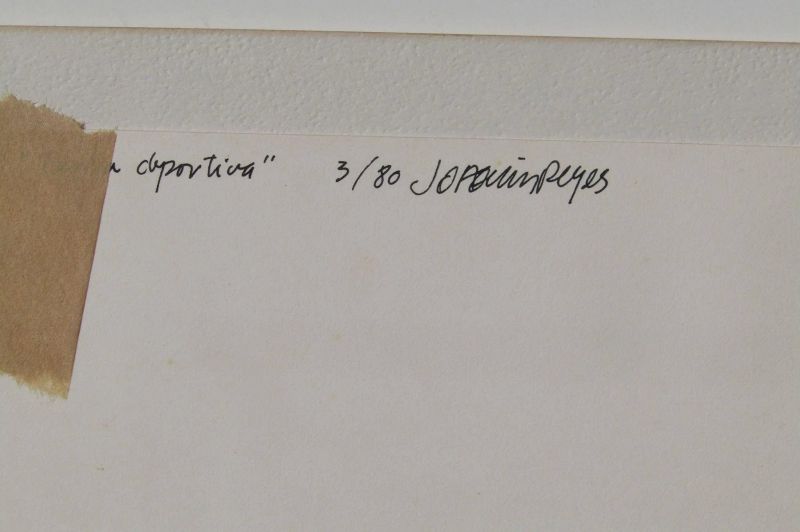 deportiva" 3/80 Joaquin Reyes